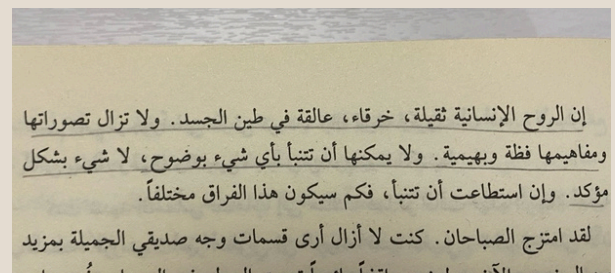 إن الروح الإنسانية ثقيلة، خرقاء، عالقة في طين الجسد. ولا تزال تصوراتها
ومفاهيمها فظة وبهيمية. ولا يمكنها أن تتنبأ بأي شيء بوضوح، لا شيء بشكل
مؤكد. وإن استطاعت أن تتنبأ، فكم سيكون هذا الفراق مختلفاً.
لقد امتزج الصباحان. كنت لا أزال أرى قسمات وجه صديقي الجميلة بمزيد